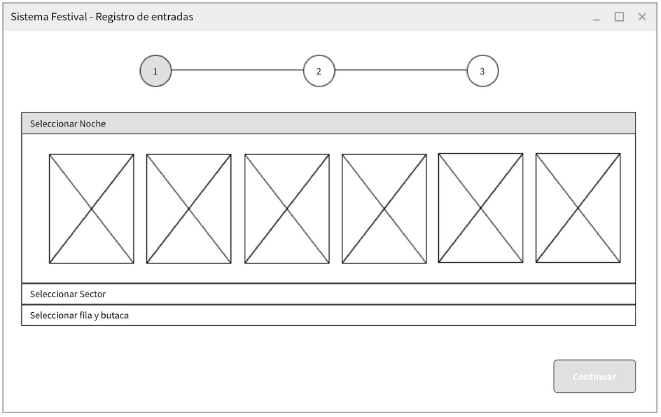 Sistema Festival - Registro de entradas
1
2
3
Seleccionar Noche
Seleccionar Sector
Seleccionar fila y butaca
Continuar